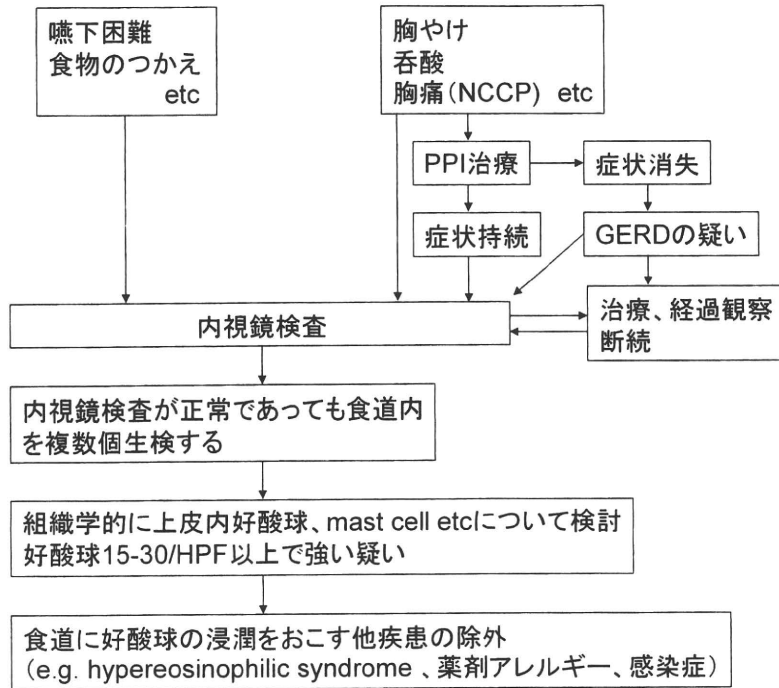 嚥下困難
食物のつかえ
etc
胸やけ
呑酸
胸痛(NCCP) etc
PPI治療
症状消失
症状持続
GERDの疑い
内視鏡検査
治療、経過観察
断続
内視鏡検査が正常であっても食道内
を複数個生検する
組織学的に上皮内好酸球、mast cell etcについて検討
好酸球15-30/HPF以上で強い疑い
食道に好酸球の浸潤をおこす他疾患の除外
(e.g. hypereosinophilic syndrome 、薬剤アレルギー、感染症)